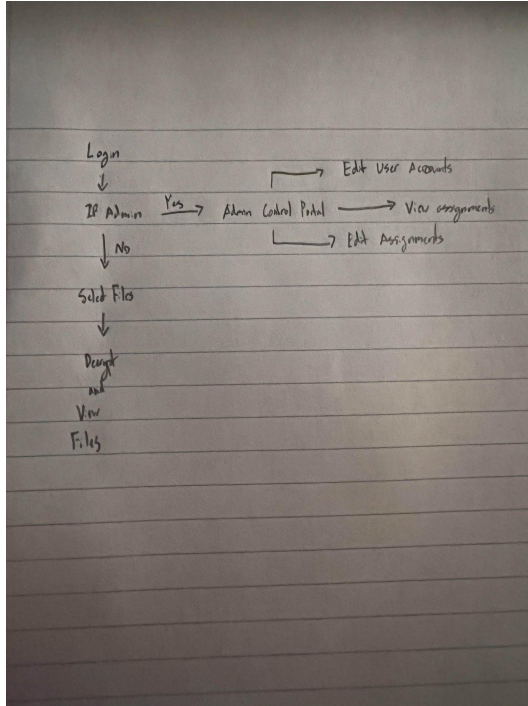 Login
Edit User Accounts
If Admin Yes Admin Control Portal View assignments
No Edit Assignments
Select Files
Decrypt
and
View
Files